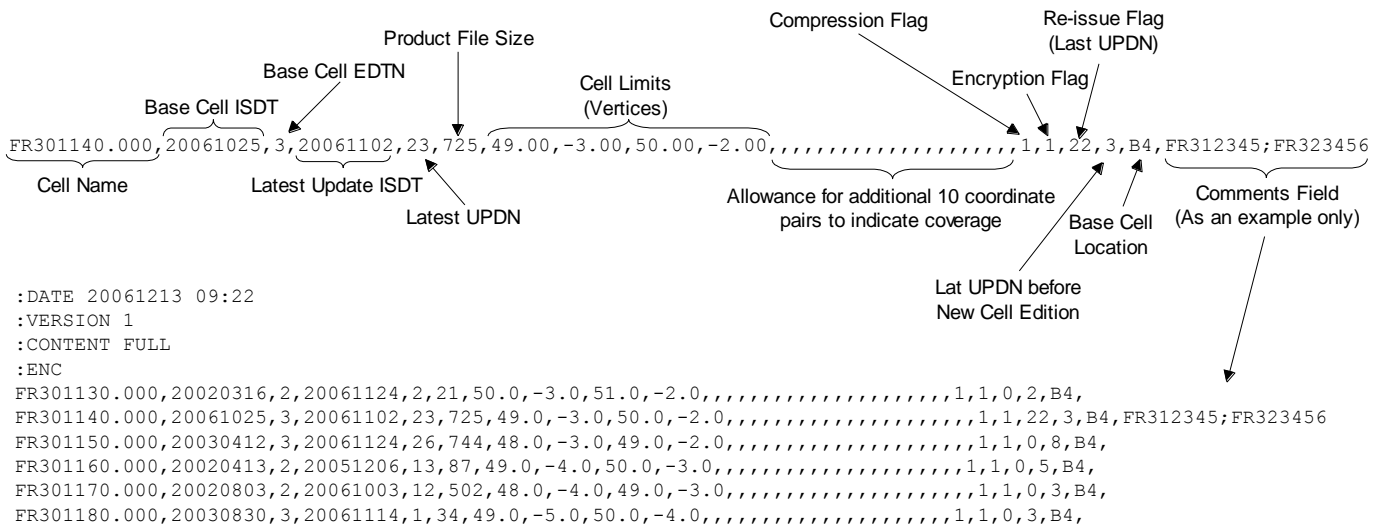 Compression Flag
Re-issue Flag
(Last UPDN)
Product File Size
Base Cell EDTN
Cell Limits
(Vertices)
Encryption Flag
Base Cell ISDT
FR301140.000,20061025,3,20061102,23,725,49.00,-3.00,50.00,-2.00,,,,,,,,,,,,,,,,,,,,,1,1,22,3,B4,FR312345;FR323456
Cell Name
Latest Update ISDT
Latest UPDN
Allowance for additional 10 coordinate
pairs to indicate coverage
Base Cell
Location
Comments Field
(As an example only)
Lat UPDN before
New Cell Edition
:DATE 20061213 09:22
:VERSION 1
:CONTENT FULL
:ENC
FR301130.000,20020316,2,20061124,2,21,50.0,-3.0,51.0,-2.0,,,,,,,,,,,,,,,,,,,,,1,1,0,2,B4,
FR301140.000,20061025,3,20061102,23,725,49.0,-3.0,50.0,-2.0,,,,,,,,,,,,,,,,,,,,,1,1,22,3,B4,FR312345;FR323456
FR301150.000,20030412,3,20061124,26,744,48.0,-3.0,49.0,-2.0,,,,,,,,,,,,,,,,,,,,,1,1,0,8,B4,
FR301160.000,20020413,2,20051206,13,87,49.0,-4.0,50.0,-3.0,,,,,,,,,,,,,,,,,,,,,1,1,0,5,B4,
FR301170.000,20020803,2,20061003,12,502,48.0,-4.0,49.0,-3.0,,,,,,,,,,,,,,,,,,,,,1,1,0,3,B4,
FR301180.000,20030830,3,20061114,1,34,49.0,-5.0,50.0,-4.0,,,,,,,,,,,,,,,,,,,,,1,1,0,3,B4,